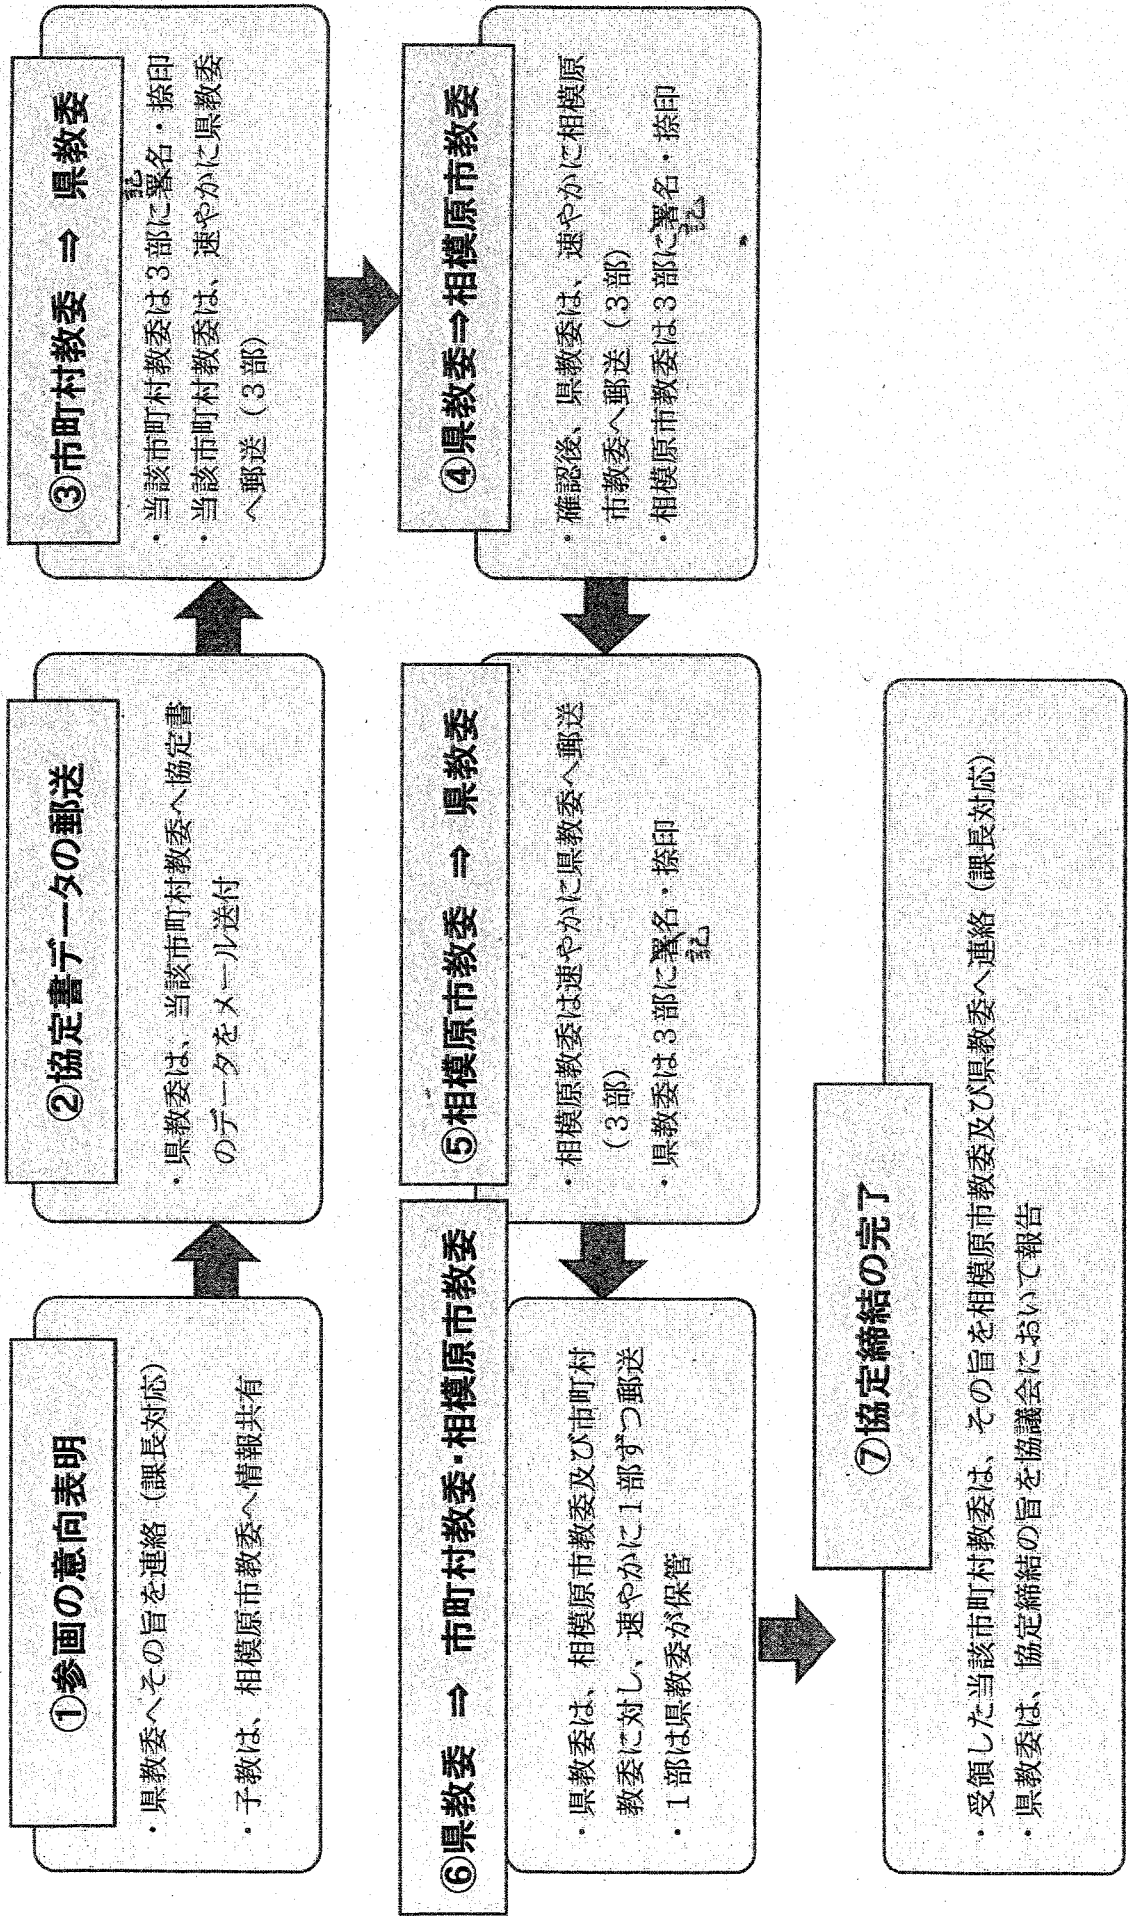 ①参画の意向表明
・県教委へその旨を連絡（課長対応）
・子教は、相模原市教委へ情報共有
②協定書データの郵送
・県教委は、当該市町村教委へ協定書
のデータをメール送付
③市町村教委 ⇒ 県教委
記
・当該市町村教委は3部に署名・捺印
・当該市町村教委は、速やかに県教委
へ郵送（３部）
④県教委⇒相模原市教委
・確認後、県教委は、速やかに相模原
市教委へ郵送（３部）
・相模原市教委は３部に署名・捺印
記
⑤相模原市教委 ⇒ 県教委
・相模原教委は速やかに県教委へ郵送
（３部）
・県教委は３部に署名・捺印
記
⑥県教委 ⇒ 市町村教委・相模原市教委
・県教委は、相模原市教委及び市町村
教委に対し、速やかに１部ずつ郵送
・１部は県教委が保管
⑦協定締結の完了
・受領した当該市町村教委は、その旨を相模原市教委及び県教委へ連絡（課長対応）
・県教委は、協定締結の旨を協議会において報告